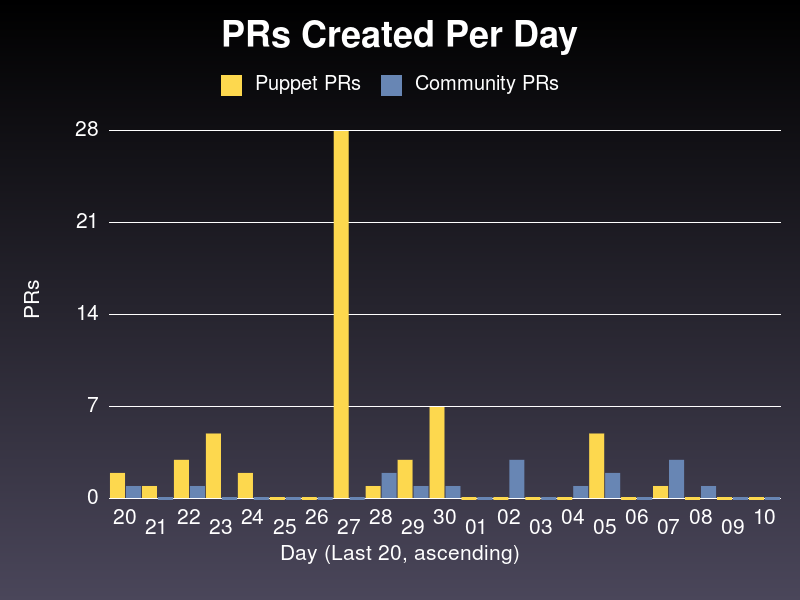 PRs Created Per Day
Puppet PRs Community PRs
28
21
14
7
0
PRs
20 21 22 23 24 25 26 27 28 29 30 01 02 03 04 05 06 07 08 09 10
Day (Last 20, ascending)